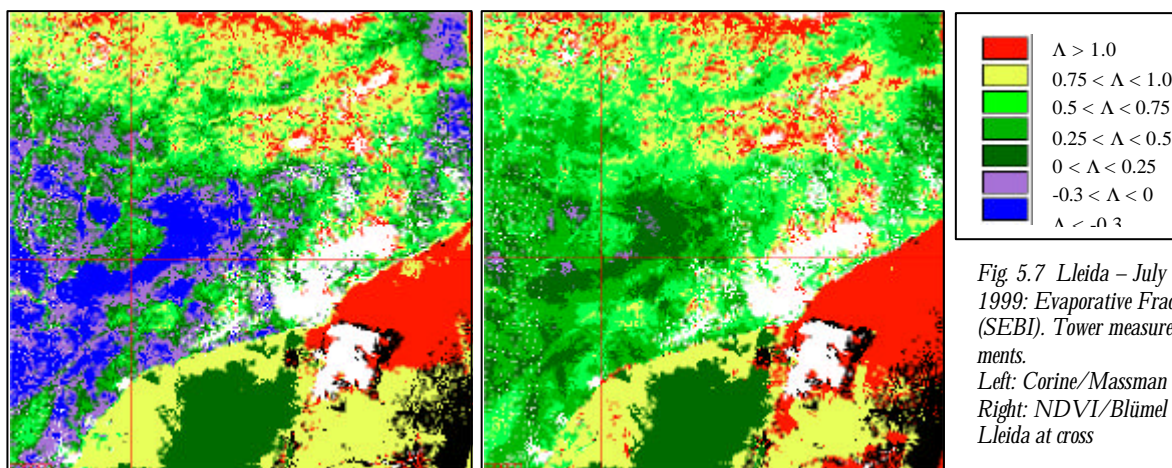 Λ > 1.0
0.75 < Λ < 1.0
0.5 < Λ < 0.75
0.25 < Λ < 0.5
0 < Λ < 0.25
-0.3 < Λ < 0
Λ < -0.3
Fig. 5.7 Lleida – July
1999: Evaporative Frac
(SEBI). Tower measure
ments.
Left: Corine/Massman
Right: NDVI/Blümel
Lleida at cross